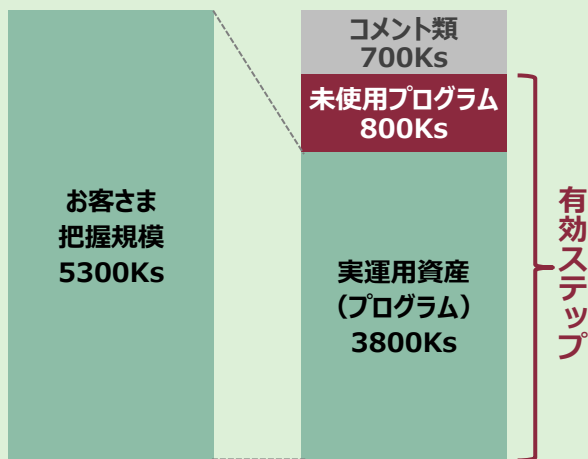 お客さま
把握規模
5300Ks
コメント類
700Ks
未使用プログラム
800Ks
実運用資産
（プログラム）
3800Ks
有効ステップ